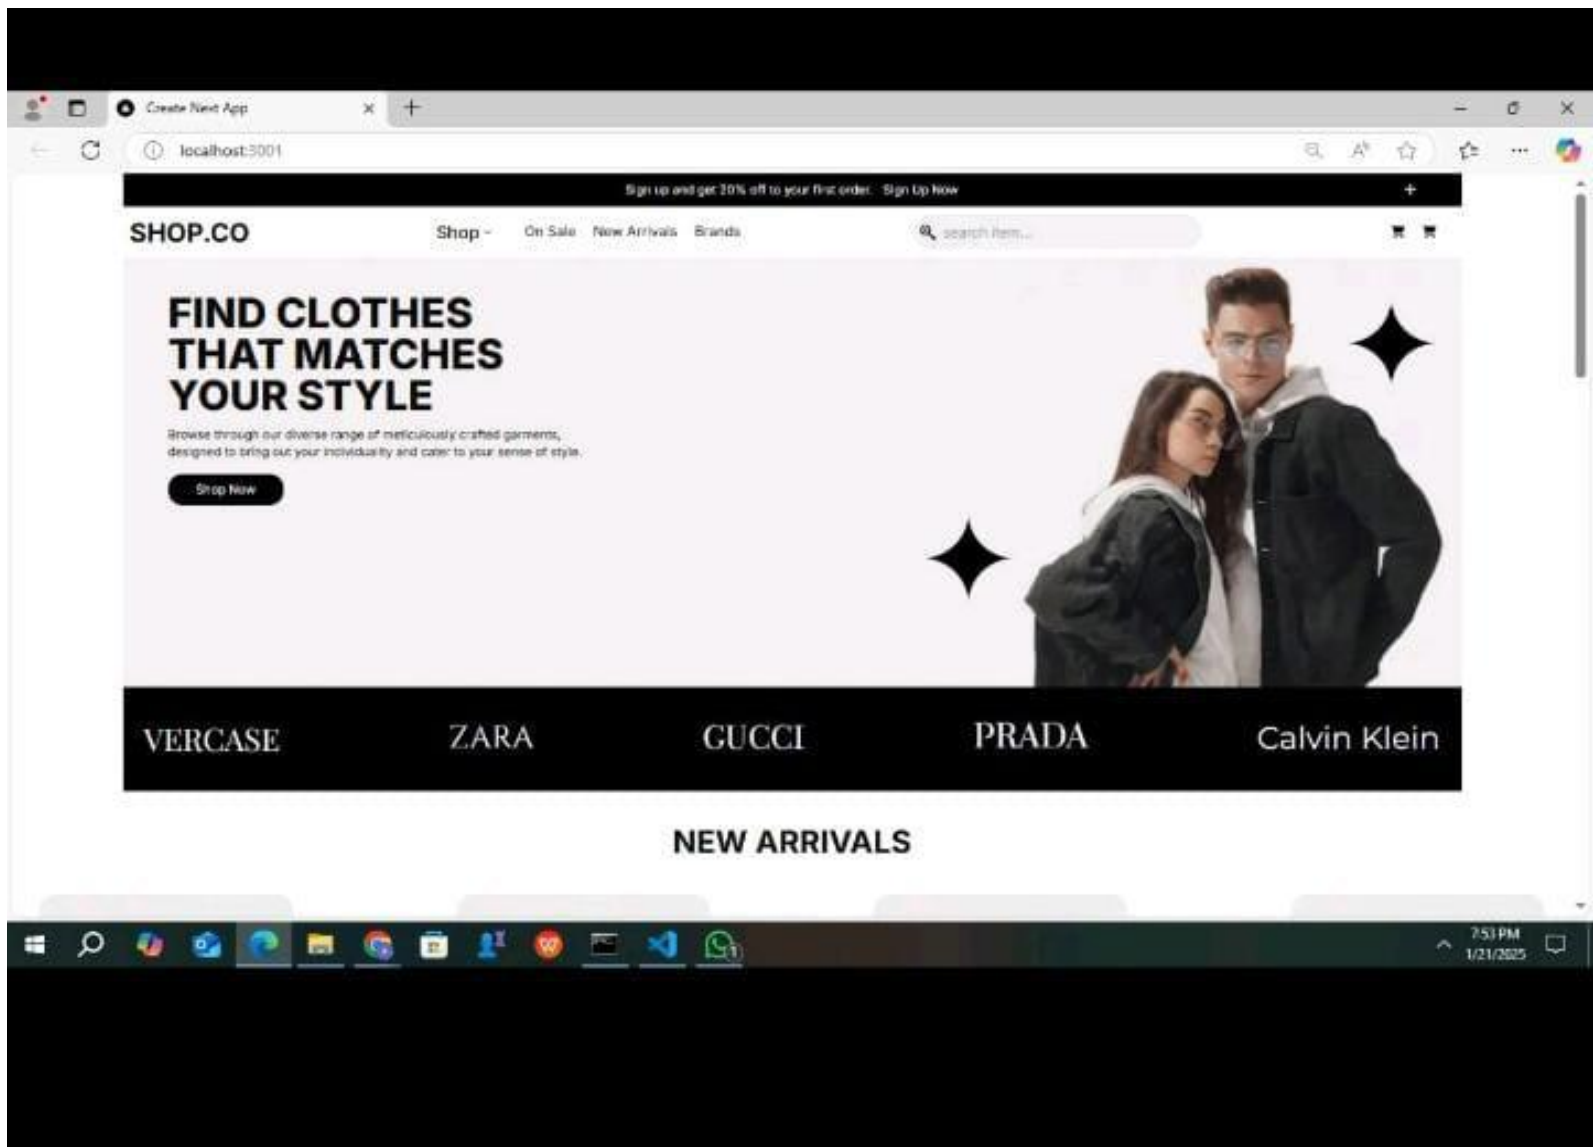 Create Next App
localhost:3001
Sign up and get 20% off to your first order. Sign Up Now
SHOP.CO
Shop
On Sale
New Arrivals
Brands
search item...
FIND CLOTHES
THAT MATCHES
YOUR STYLE
Browse through our diverse range of meticulously crafted garments,
designed to bring out your individuality and cater to your sense of style.
Shop Now
VERCASE
ZARA
GUCCI
PRADA
Calvin Klein
NEW ARRIVALS
7:53 PM
1/21/2025